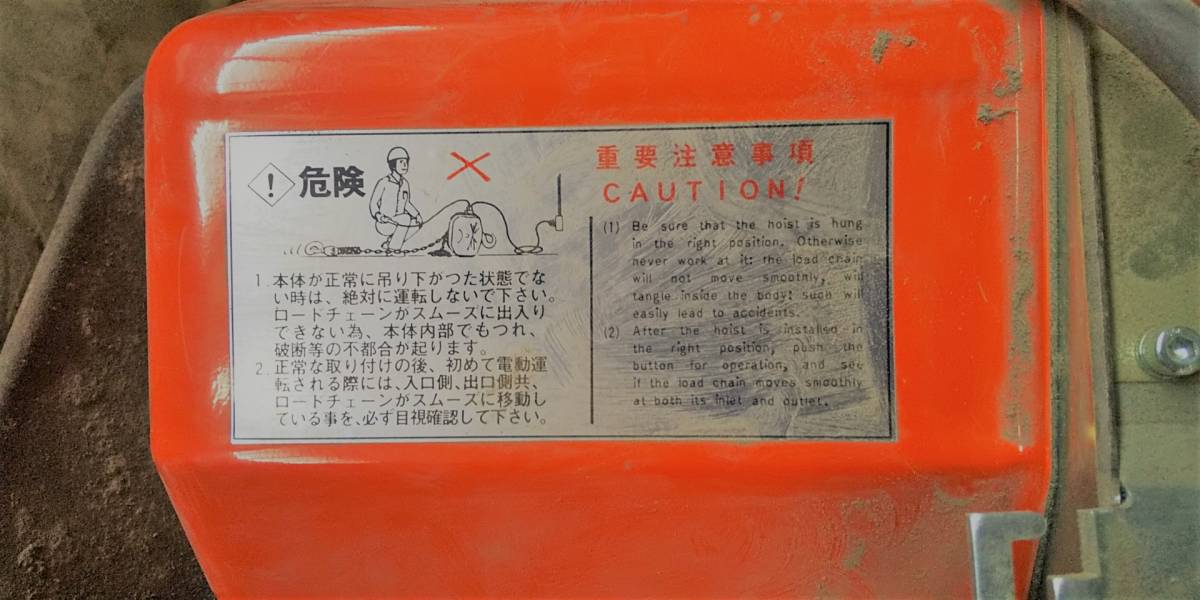 危険
1. 本体が正常に吊り下がつた状態でな
い時は、絶対に運転しないで下さい。
ロードチェーンがスムーズに出入り
できない為、本体内部でもつれ、
破断等の不都合が起ります。
2. 正常な取り付けの後、初めて電動運
転される際には、入口側、出口側共、
ロードチェーンがスムーズに移動し
ている事を、必ず目視確認して下さい。
重要注意事項
CAUTION!
(1) Be sure that the hoist is hung
in the right position. Otherwise
never work at it: the load chain
will not move smoothly, will
tangle inside the body: such will
easily lead to accidents.
(2) After the hoist is installed in
the right position, push the
button for operation, and see
if the load chain moves smoothly
at both its inlet and outlet.